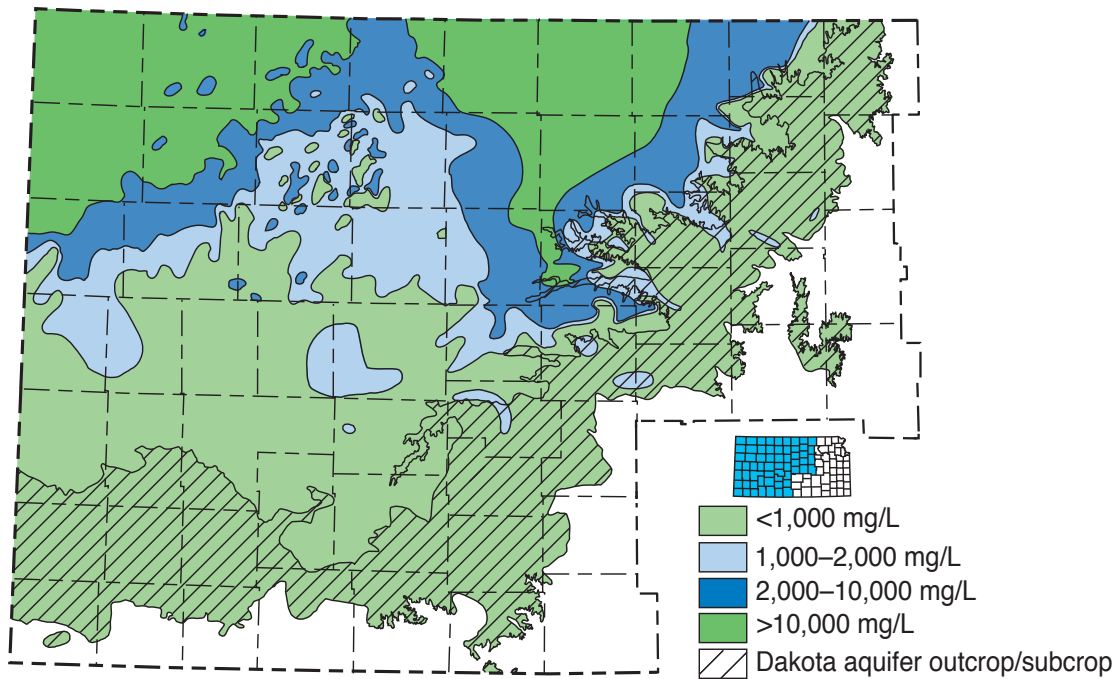 <1,000 mg/L
1,000–2,000 mg/L
2,000–10,000 mg/L
>10,000 mg/L
Dakota aquifer outcrop/subcrop